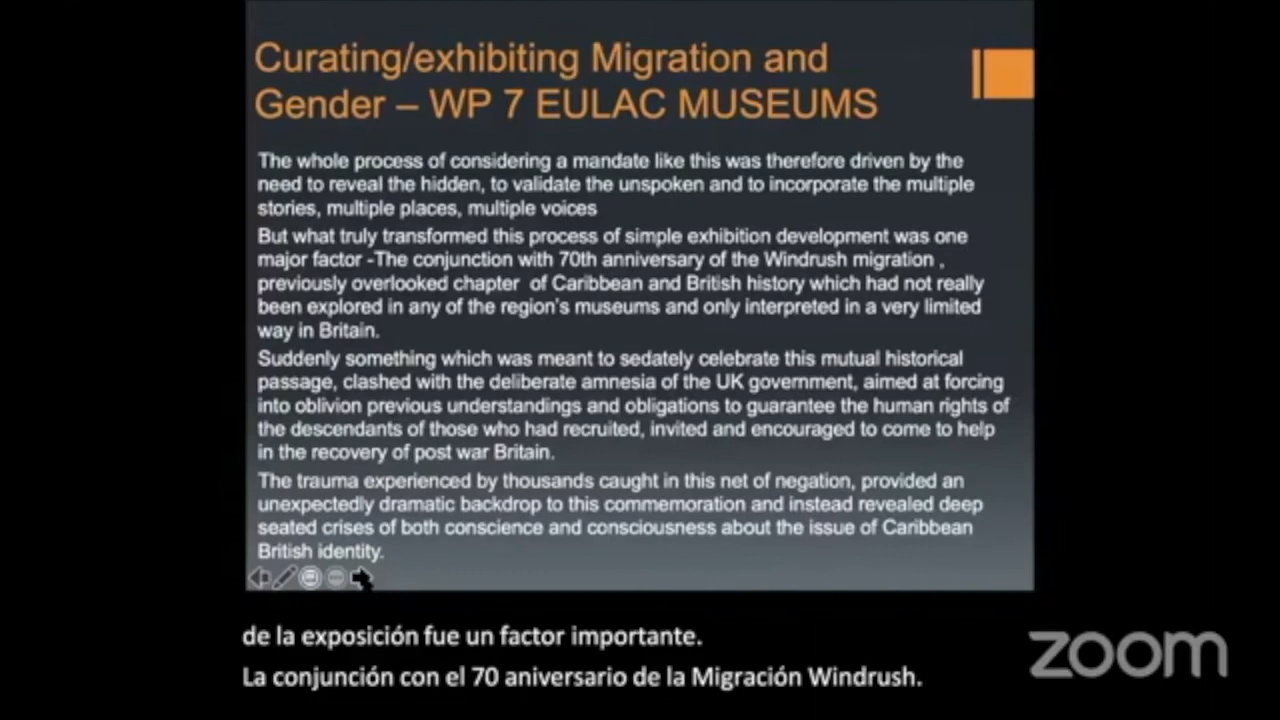 Curating/exhibiting Migration and
Gender – WP 7 EULAC MUSEUMS
The whole process of considering a mandate like this was therefore driven by the
need to reveal the hidden, to validate the unspoken and to incorporate the multiple
stories, multiple places, multiple voices
But what truly transformed this process of simple exhibition development was one
major factor -The conjunction with 70th anniversary of the Windrush migration ,
previously overlooked chapter of Caribbean and British history which had not really
been explored in any of the region's museums and only interpreted in a very limited
way in Britain.
Suddenly something which was meant to sedately celebrate this mutual historical
passage, clashed with the deliberate amnesia of the UK government, aimed at forcing
into oblivion previous understandings and obligations to guarantee the human rights of
the descendants of those who had recruited, invited and encouraged to come to help
in the recovery of post war Britain.
The trauma experienced by thousands caught in this net of negation, provided an
unexpectedly dramatic backdrop to this commemoration and instead revealed deep
seated crises of both conscience and consciousness about the issue of Caribbean
British identity.
de la exposición fue un factor importante.
La conjunción con el 70 aniversario de la Migración Windrush.
zoom